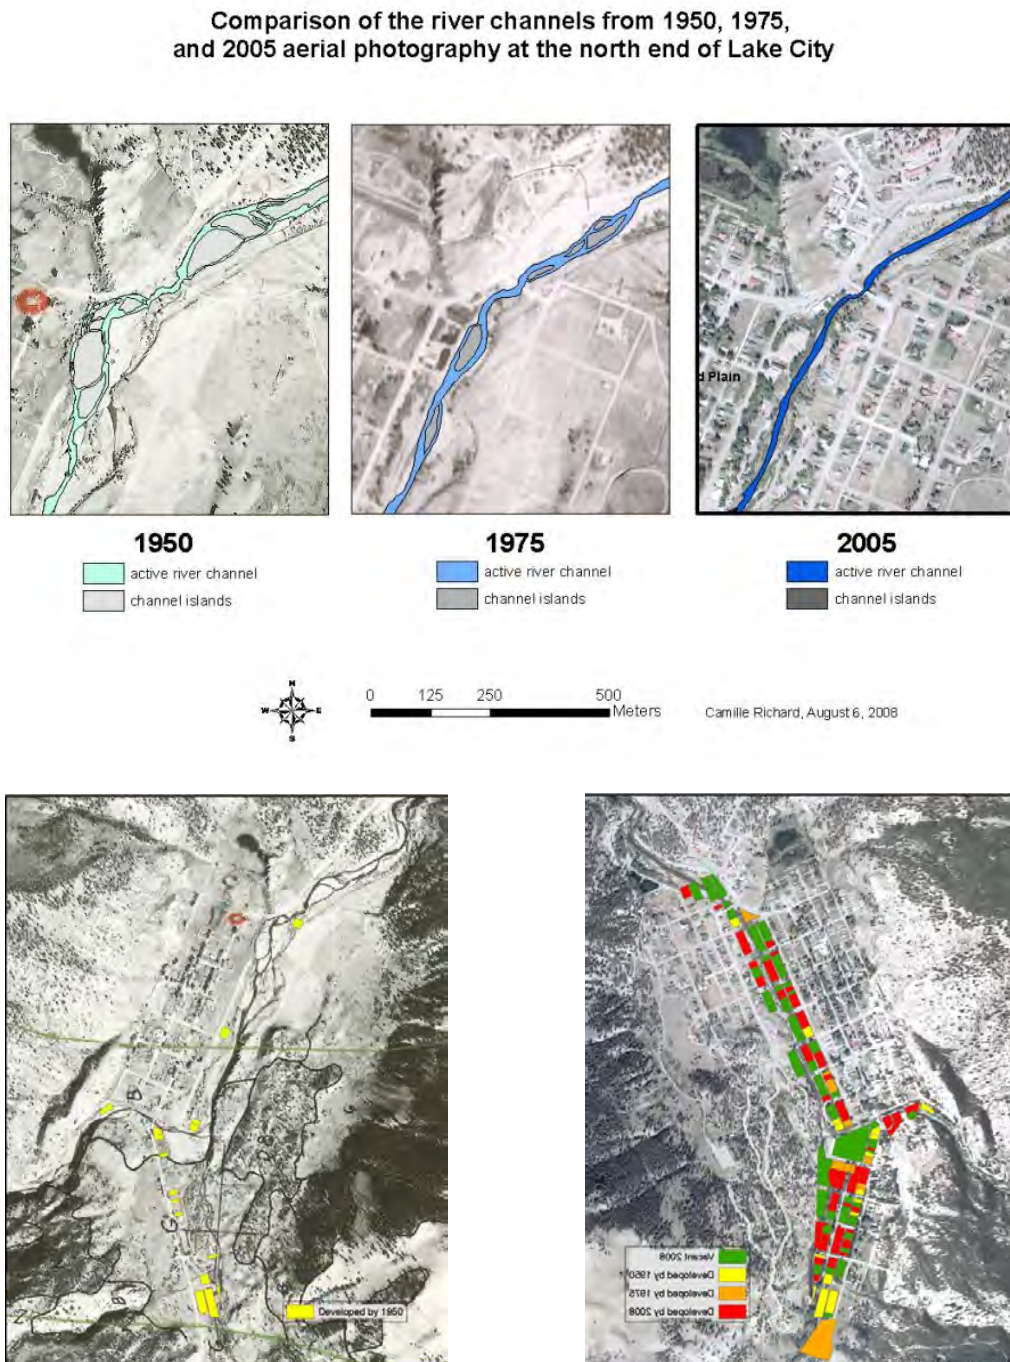 Comparison of the river channels from 1950, 1975,
and 2005 aerial photography at the north end of Lake City
d Plain
1950
active river channel
channel islands
1975
active river channel
channel islands
2005
active river channel
channel islands
N
W E
S
0 125 250 500
Meters
Camille Richard, August 6, 2008
B
G
B
B
G
Developed by 1950
Vacant 2008
Developed by 1950
Developed by 1975
Developed by 2008